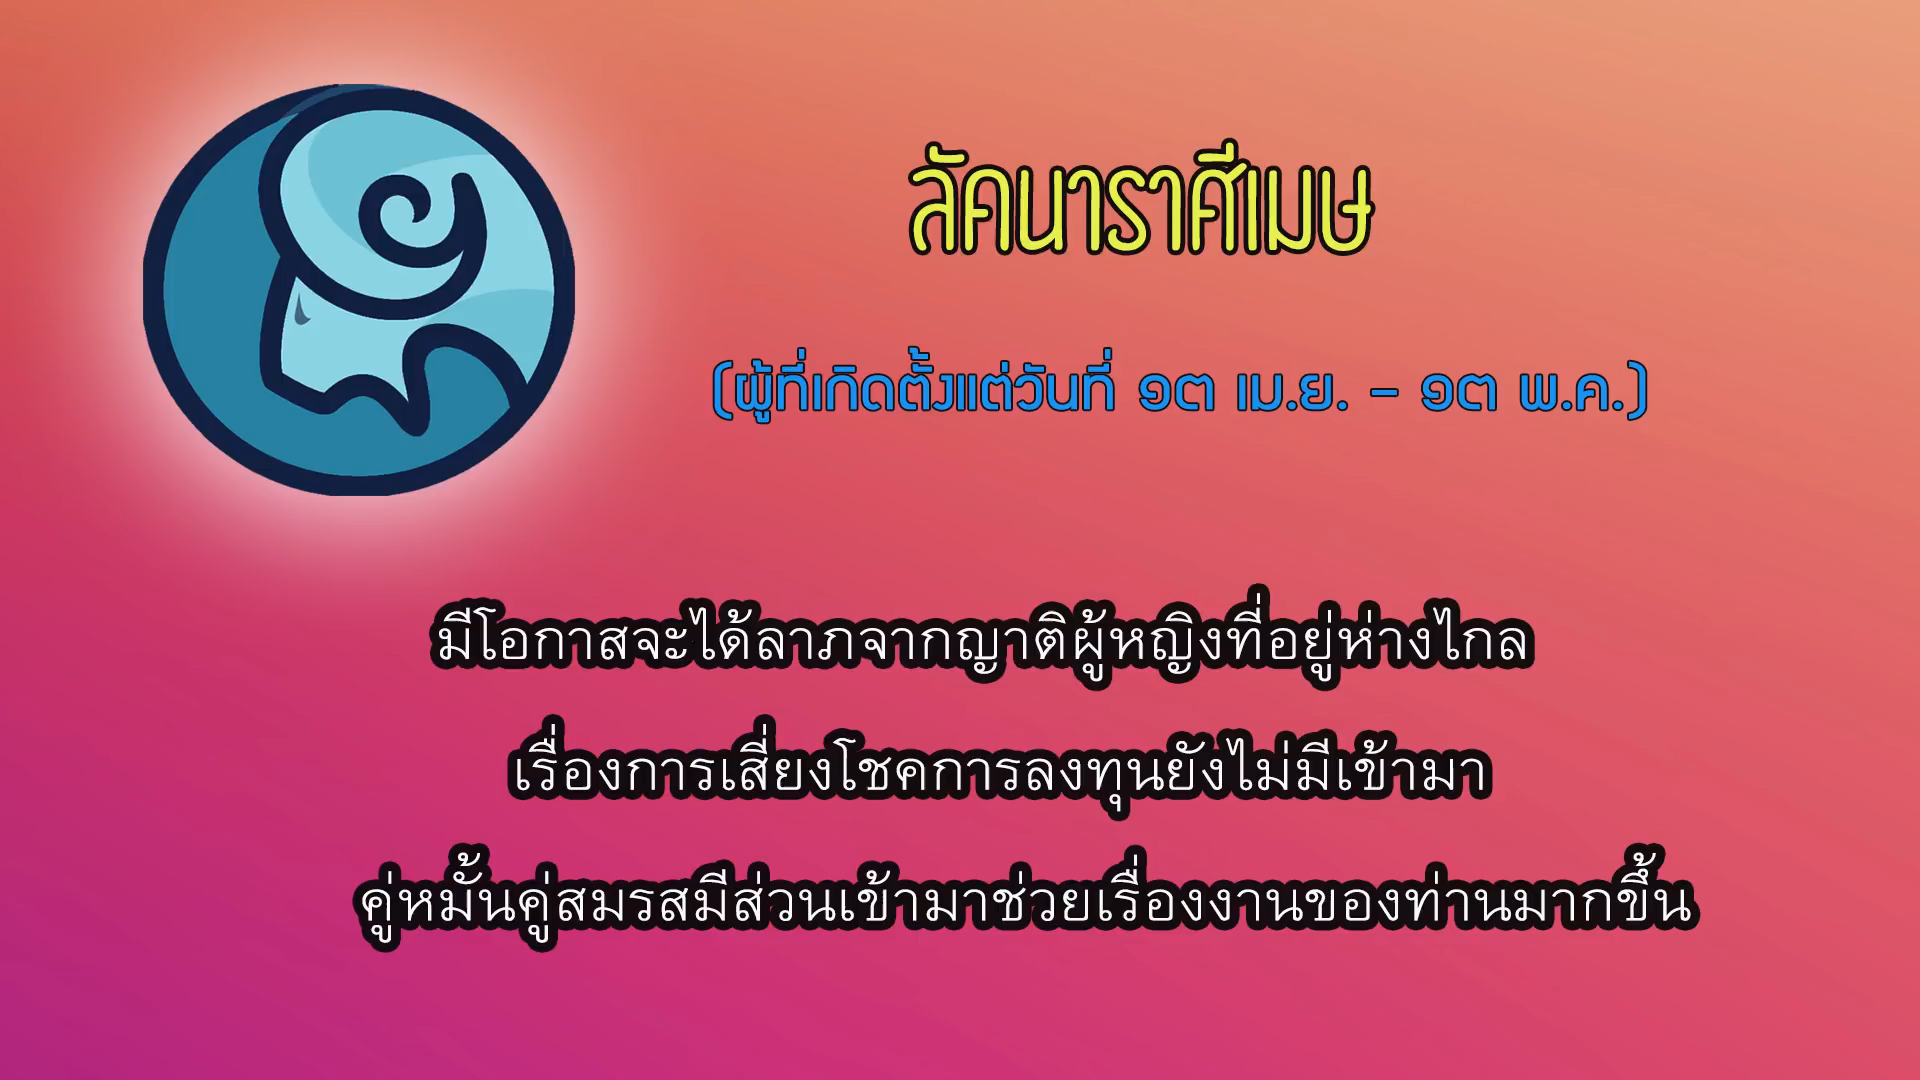 ลัคนาราศีเมษ
(ผู้ที่เกิดตั้งแต่วันที่ ๑๓ เม.ย. - ๑๓ พ.ค.)
มีโอกาสจะได้ลาภจากญาติผู้หญิงที่อยู่ห่างไกล
เรื่องการเสี่ยงโชคการลงทุนยังไม่มีเข้ามา
คู่หมั้นคู่สมรสมีส่วนเข้ามาช่วยเรื่องงานของท่านมากขึ้น